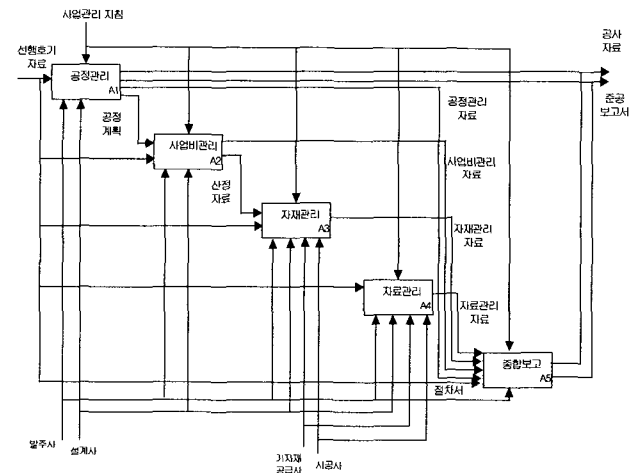 사업관리 지침
선행호기
자료
공정관리
A1
공사
자료
준공
보고서
공정
계획
공정관리
자료
사업비관리
A2
사업비관리
자료
산정
자료
자재관리
A3
자재관리
자료
자료관리
A4
자료관리
자료
종합보고
A5
절차서
발주사
설계사
기자재
공급사
시공사